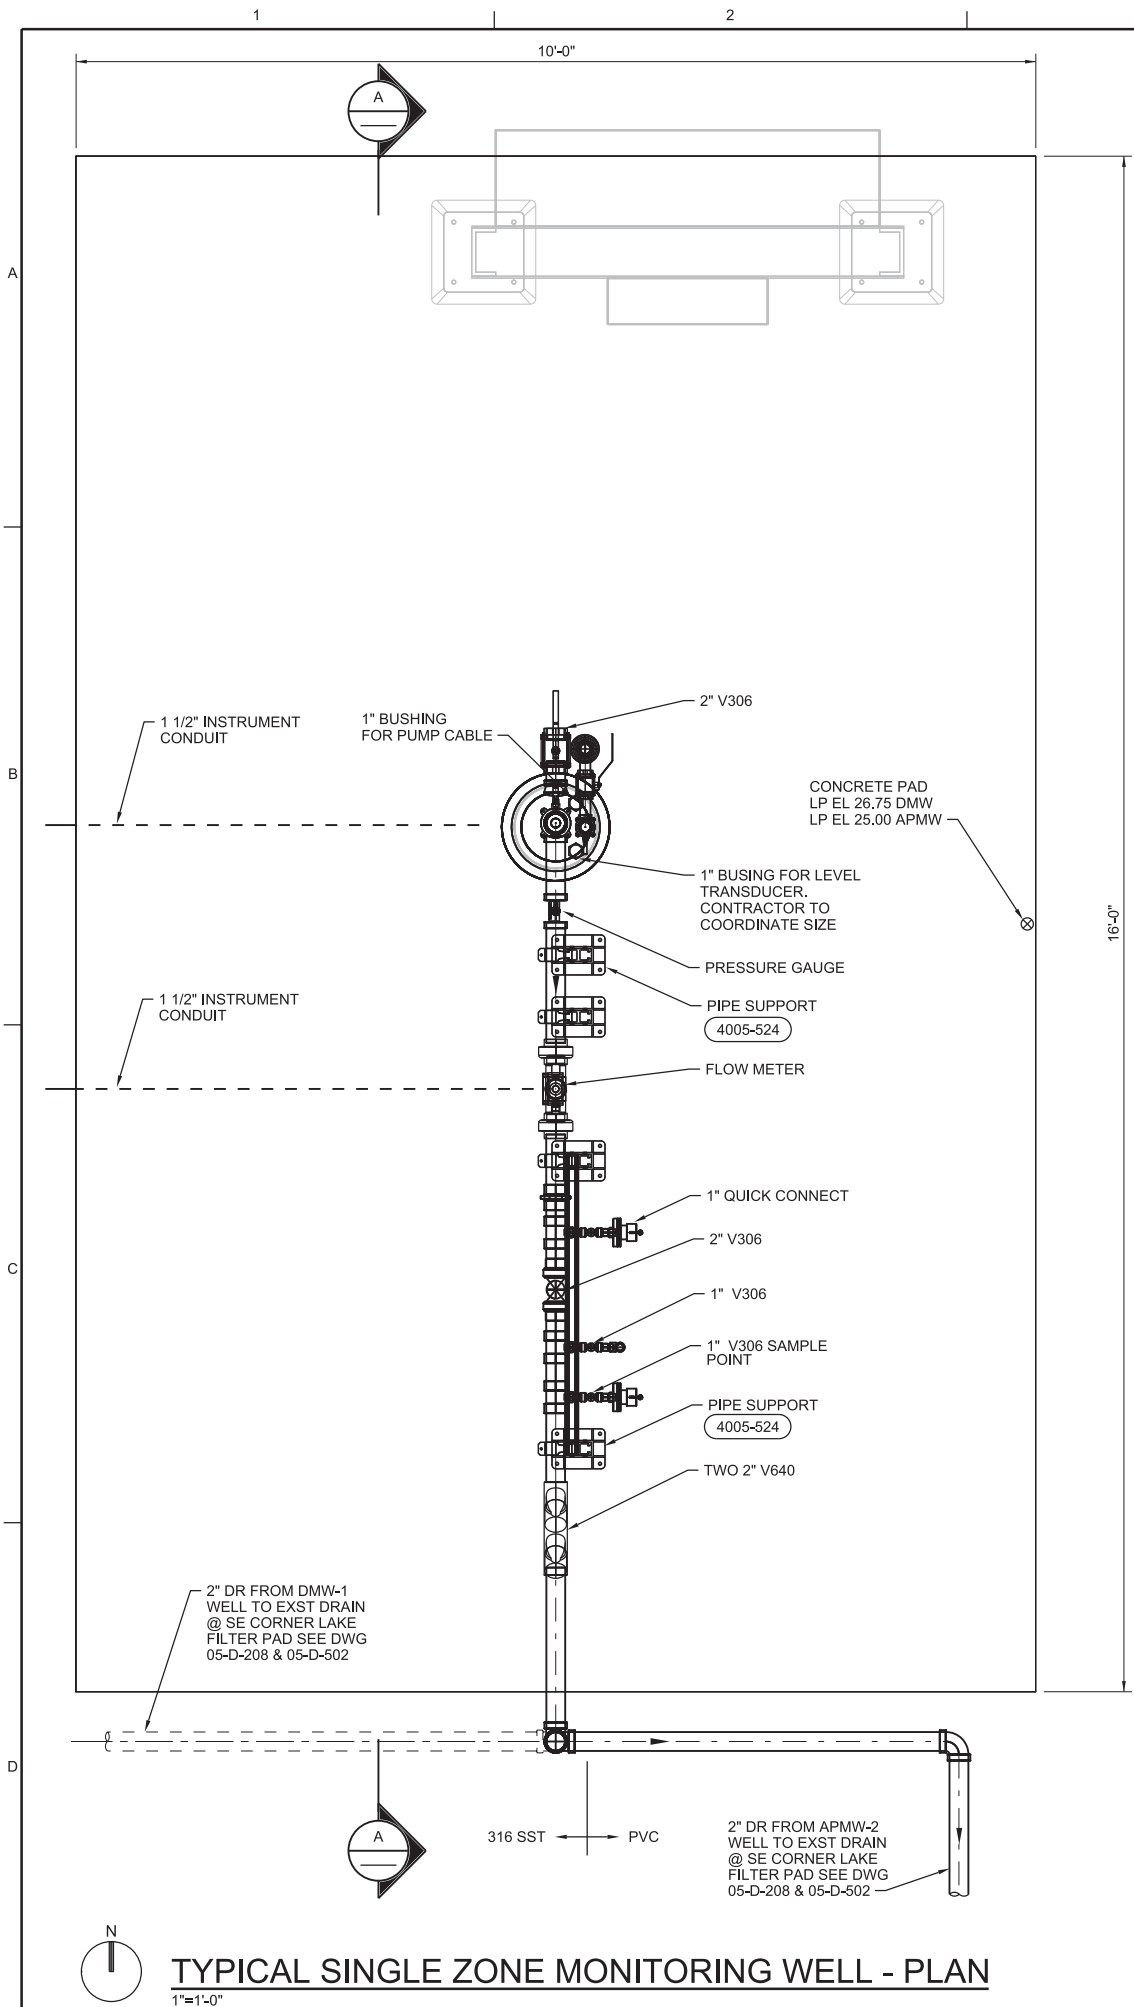 1
2
10'-0"
A
A
2" V306
1 1/2" INSTRUMENT
CONDUIT
1" BUSHING
FOR PUMP CABLE
B
CONCRETE PAD
LP EL 26.75 DMW
LP EL 25.00 APMW
1" BUSING FOR LEVEL
TRANSDUCER.
CONTRACTOR TO
COORDINATE SIZE
16'-0"
PRESSURE GAUGE
1 1/2" INSTRUMENT
CONDUIT
PIPE SUPPORT
4005-524
FLOW METER
1" QUICK CONNECT
2" V306
C
1" V306
1" V306 SAMPLE
POINT
PIPE SUPPORT
4005-524
TWO 2" V640
2" DR FROM DMW-1
WELL TO EXST DRAIN
@ SE CORNER LAKE
FILTER PAD SEE DWG
05-D-208 & 05-D-502
D
A
316 SST
PVC
2" DR FROM APMW-2
WELL TO EXST DRAIN
@ SE CORNER LAKE
FILTER PAD SEE DWG
05-D-208 & 05-D-502
N
TYPICAL SINGLE ZONE MONITORING WELL - PLAN
1"=1'-0"